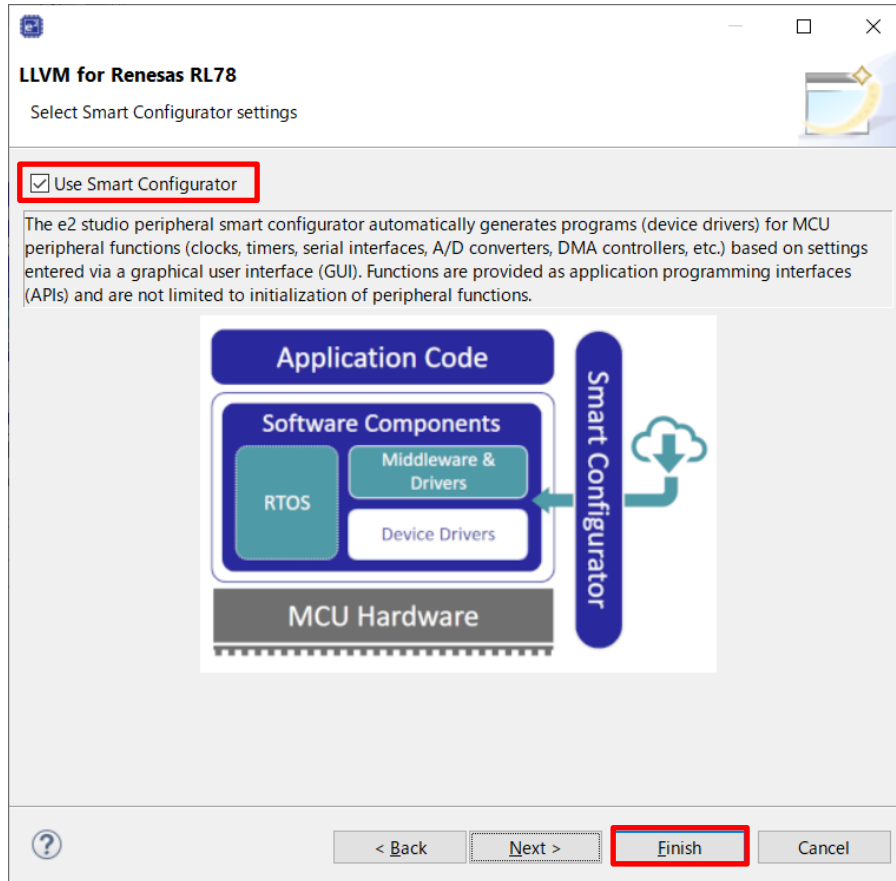 e²
LLVM for Renesas RL78
Select Smart Configurator settings
Use Smart Configurator
The e2 studio peripheral smart configurator automatically generates programs (device drivers) for MCU
peripheral functions (clocks, timers, serial interfaces, A/D converters, DMA controllers, etc.) based on settings
entered via a graphical user interface (GUI). Functions are provided as application programming interfaces
(APIs) and are not limited to initialization of peripheral functions.
Application Code
Software Components
RTOS
Middleware &
Drivers
Device Drivers
MCU Hardware
Smart Configurator
?
< Back
Next >
Finish
Cancel